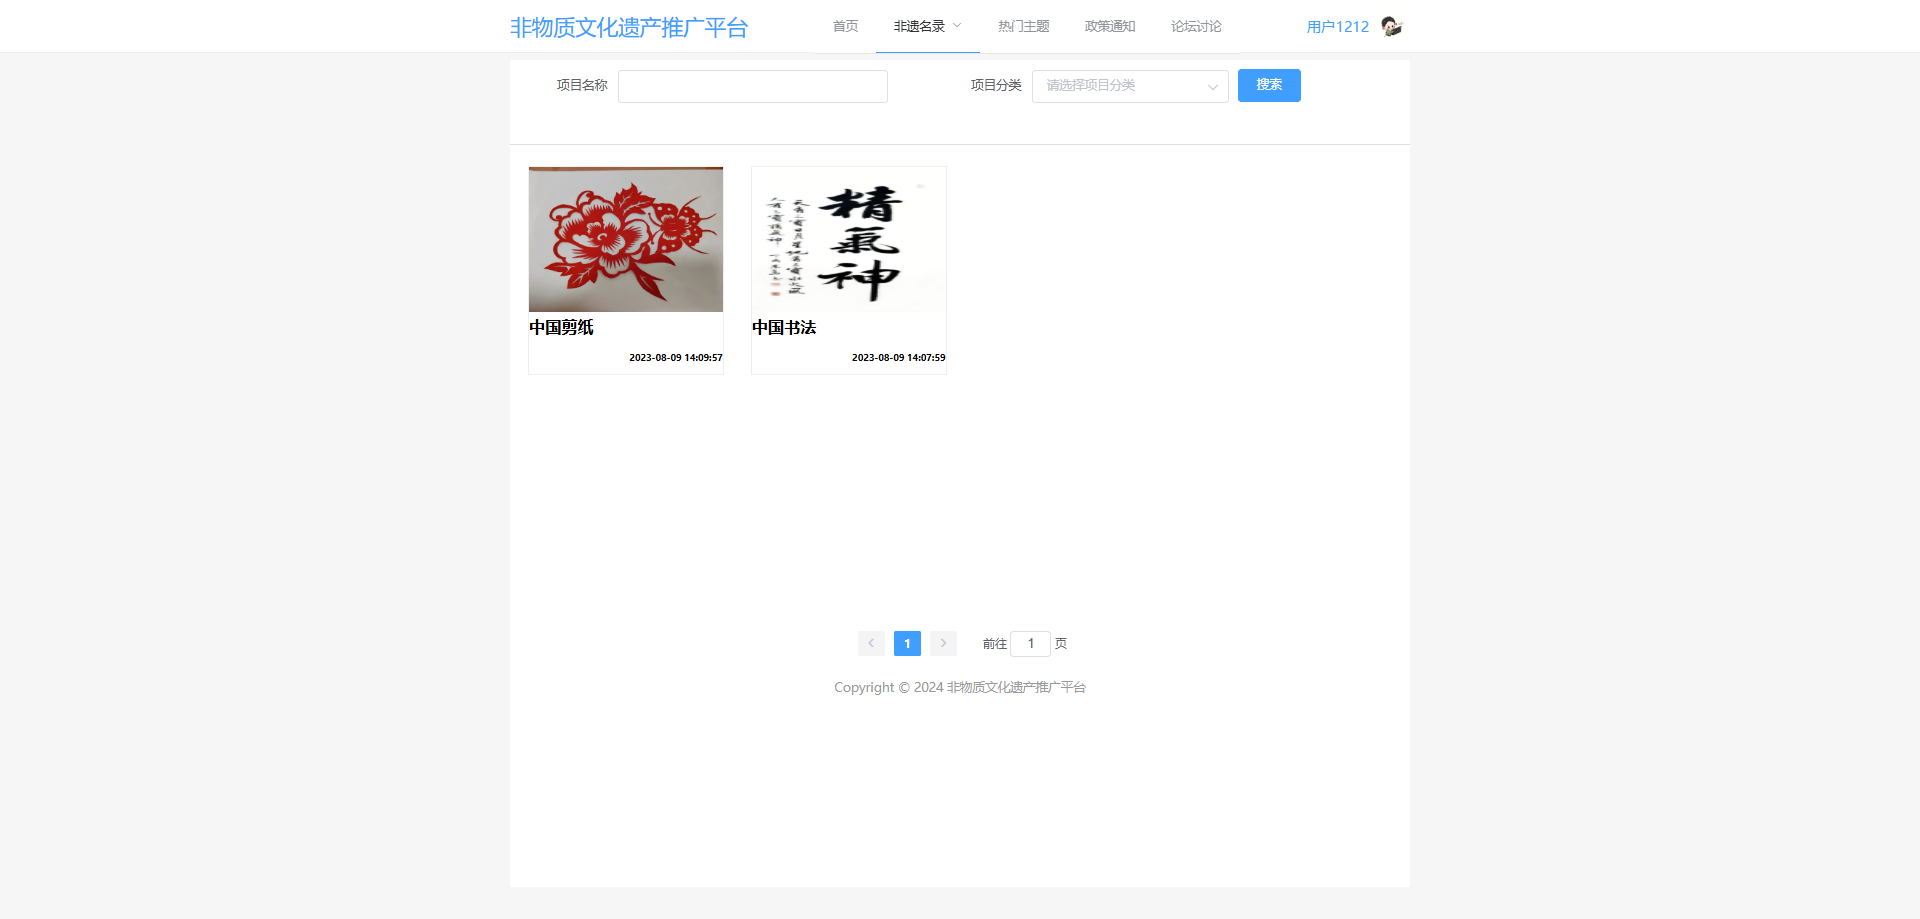 非物质文化遗产推广平台
首页 非遗名录 热门主题 政策通知 论坛讨论
用户1212
项目名称
项目分类 请选择项目分类 搜索
精氣神
中国剪纸
2023-08-09 14:09:57
中国书法
2023-08-09 14:07:59
1 前往 1 页
Copyright © 2024 非物质文化遗产推广平台